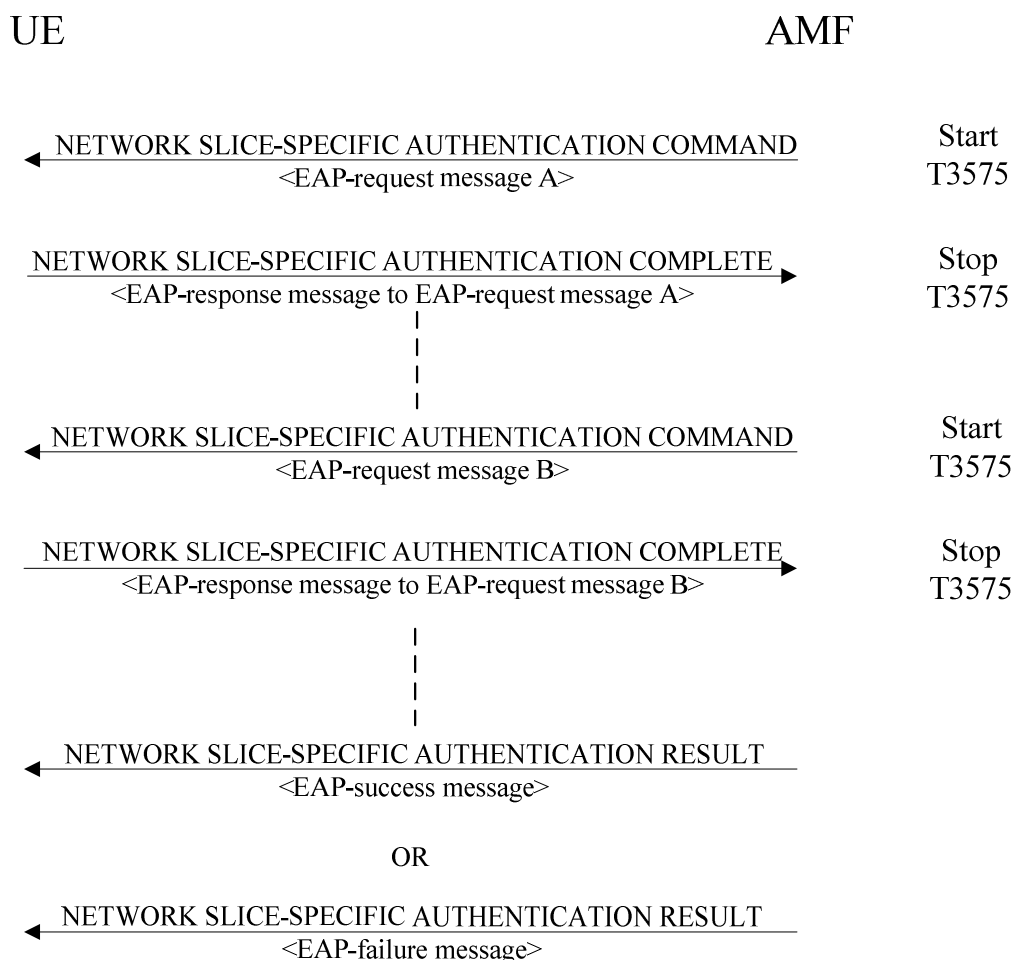 UE
AMF
NETWORK SLICE-SPECIFIC AUTHENTICATION COMMAND
<EAP-request message A>
Start
T3575
NETWORK SLICE-SPECIFIC AUTHENTICATION COMPLETE
<EAP-response message to EAP-request message A>
Stop
T3575
NETWORK SLICE-SPECIFIC AUTHENTICATION COMMAND
<EAP-request message B>
Start
T3575
NETWORK SLICE-SPECIFIC AUTHENTICATION COMPLETE
<EAP-response message to EAP-request message B>
Stop
T3575
NETWORK SLICE-SPECIFIC AUTHENTICATION RESULT
<EAP-success message>
OR
NETWORK SLICE-SPECIFIC AUTHENTICATION RESULT
<EAP-failure message>